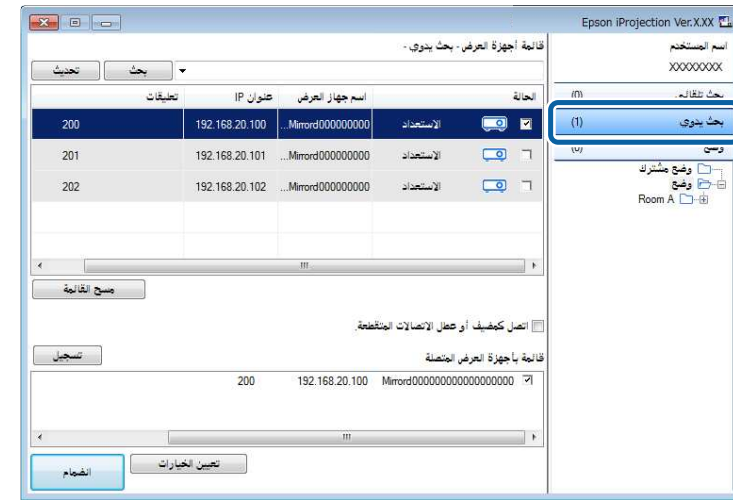 Epson iProjection Ver.X.XX
اسم المستخدم
XXXXXXXX
بحث تلقائي (0)
بحث يدوي (1)
وضع (0)
وضع مشترك
وضع
Room A
قائمة أجهزة العرض - بحث يدوي -
بحث تحديث
الحالة اسم جهاز العرض عنوان IP تعليقات
الاستعداد Mirrord000000000... 192.168.20.100 200
الاستعداد Mirrord000000000... 192.168.20.101 201
الاستعداد Mirrord000000000... 192.168.20.102 202
مسح القائمة
اتصل كمضيف أو عطل الاتصالات المتقطعة.
تسجيل
قائمة بأجهزة العرض المتصلة
Mirrord000000000000000000 192.168.20.100 200
تعيين الخيارات
انضمام